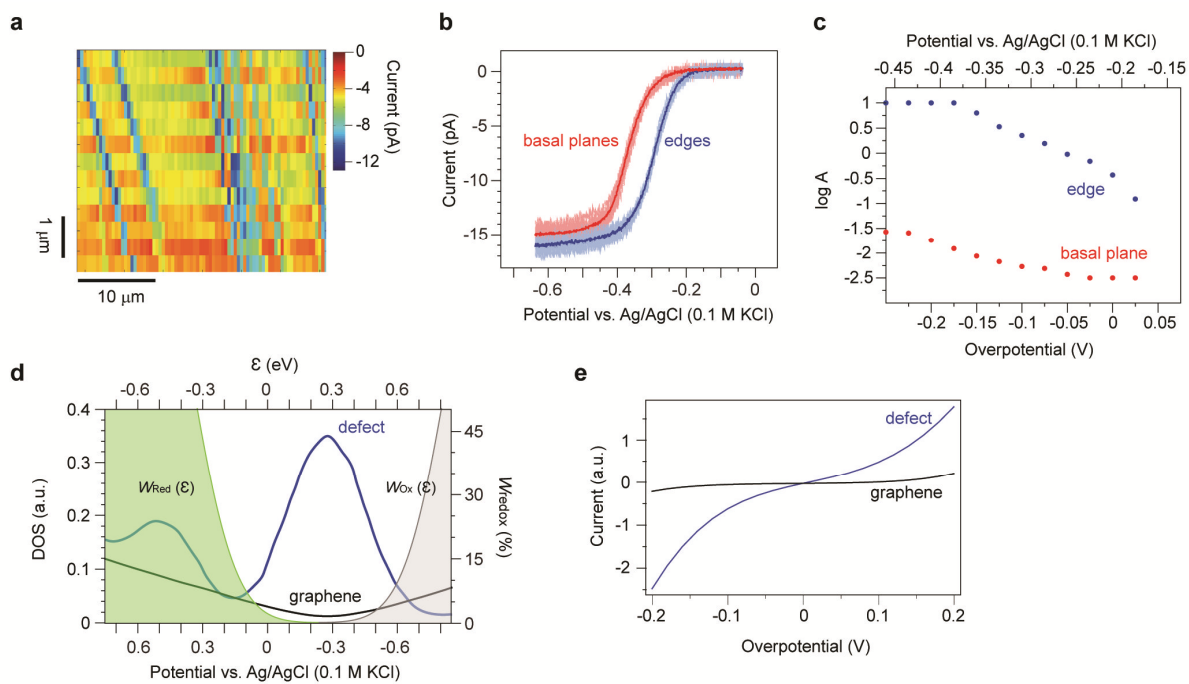 a
0
-4
-8
-12
Current (pA)
1 μm
10 μm
b
0
-5
-10
-15
Current (pA)
basal planes
edges
-0.6
-0.4
-0.2
0
Potential vs. Ag/AgCl (0.1 M KCl)
c
Potential vs. Ag/AgCl (0.1 M KCl)
-0.45
-0.4
-0.35
-0.3
-0.25
-0.2
-0.15
1
0.5
0
-0.5
-1
-1.5
-2
-2.5
log A
edge
basal plane
-0.2
-0.15
-0.1
-0.05
0
0.05
Overpotential (V)
d
Ɛ (eV)
-0.6
-0.3
0
0.3
0.6
0.4
0.3
0.2
0.1
0
DOS (a.u.)
defect
WRed (Ɛ)
WOx (Ɛ)
graphene
45
30
15
0
Wredox (%)
0.6
0.3
0
-0.3
-0.6
Potential vs. Ag/AgCl (0.1 M KCl)
e
1
0
-1
-2
Current (a.u.)
defect
graphene
-0.2
-0.1
0
0.1
0.2
Overpotential (V)